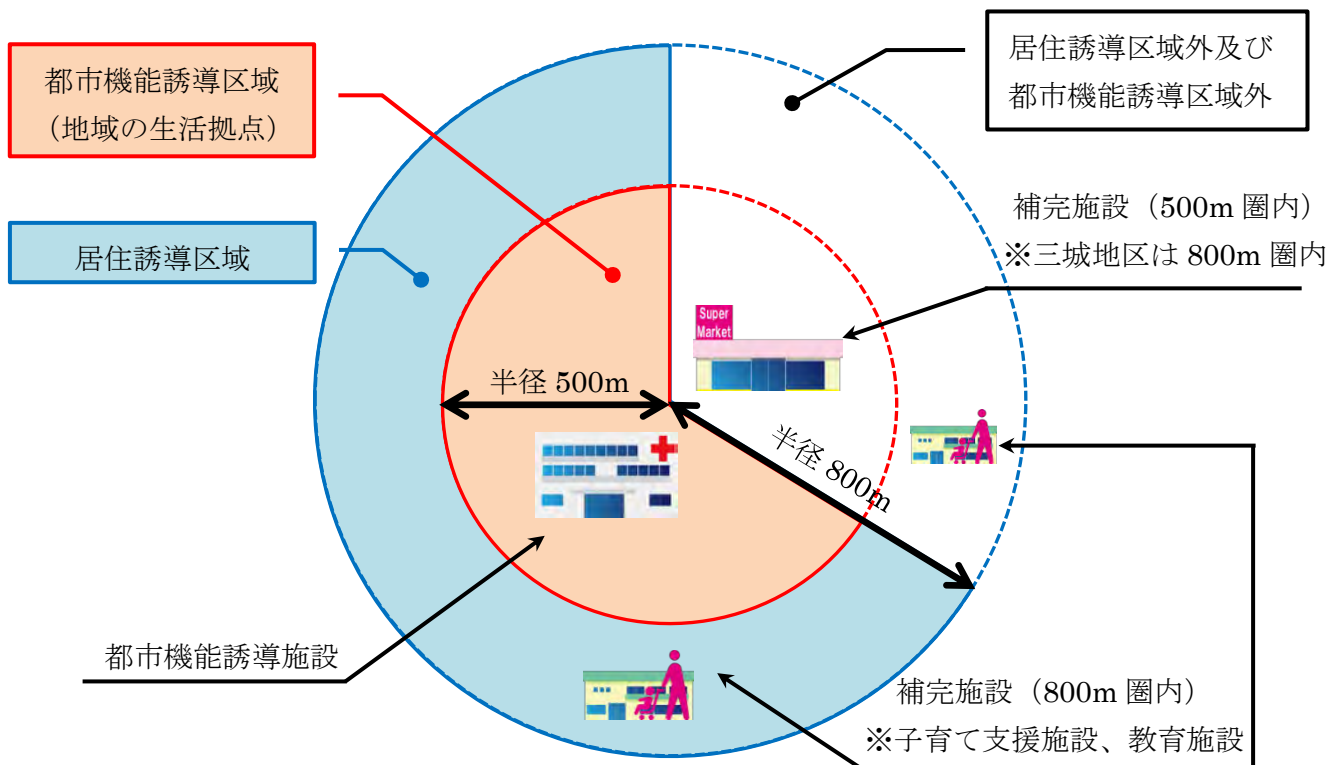 都市機能誘導区域
（地域の生活拠点）
居住誘導区域外及び
都市機能誘導区域外
居住誘導区域
補完施設（500m 圏内）
※三城地区は 800m 圏内
Super
Market
半径 500m
半径 800m
都市機能誘導施設
補完施設（800m 圏内）
※子育て支援施設、教育施設